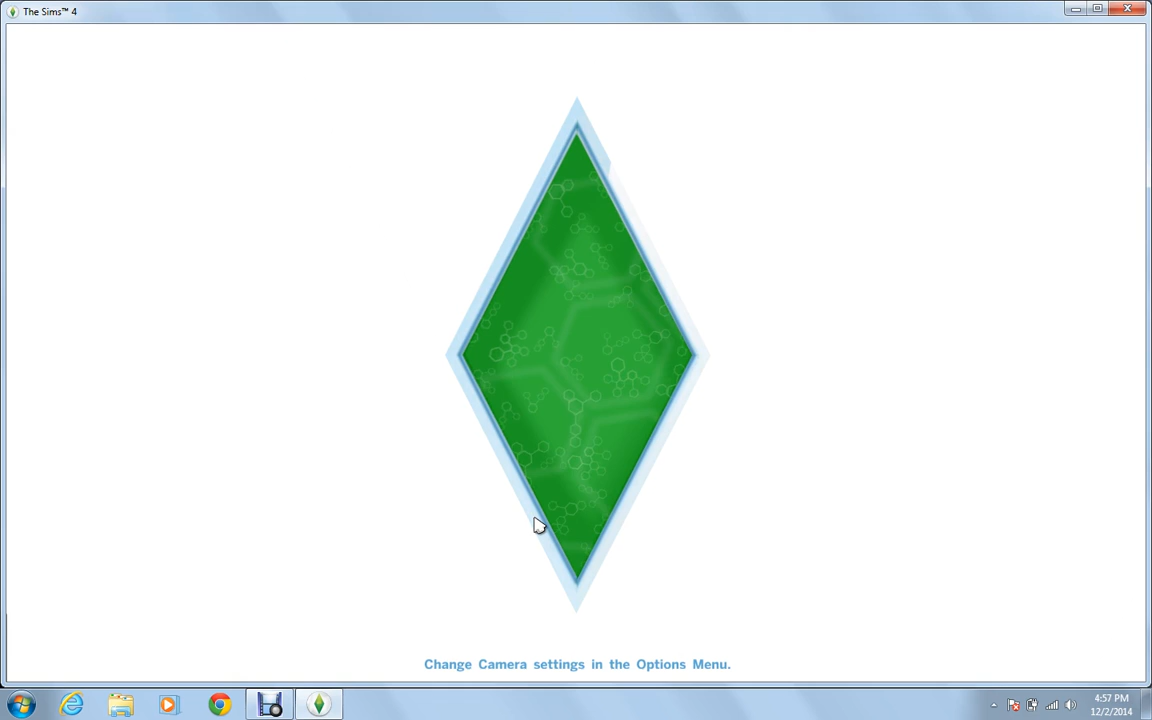 The Sims™ 4
Change Camera settings in the Options Menu.
4:57 PM
12/2/2014